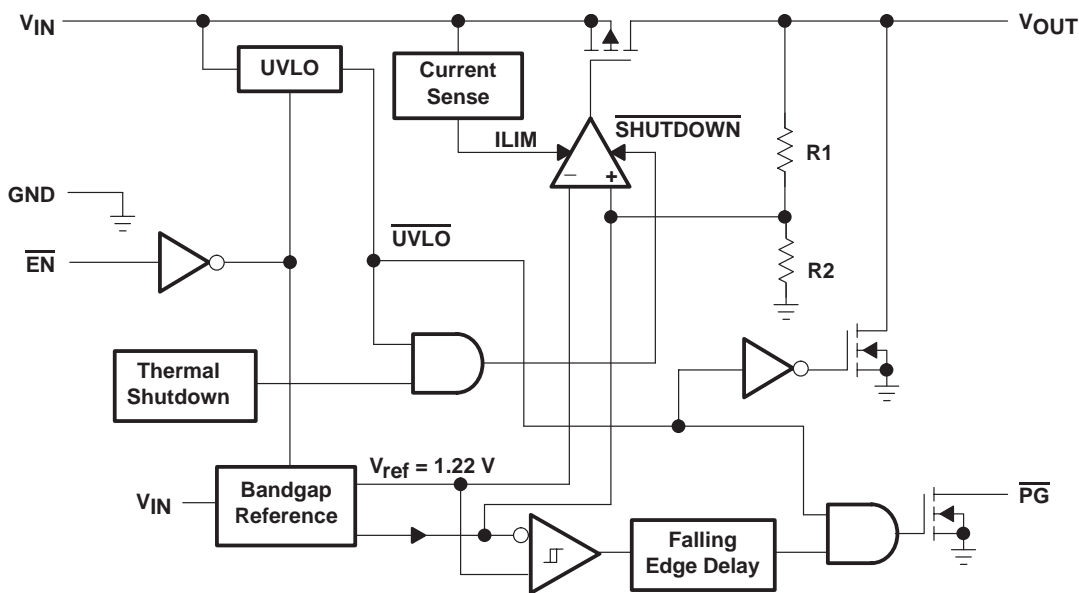 VIN
VOUT
UVLO
Current
Sense
SHUTDOWN
ILIM
R1
– +
GND
UVLO
EN
R2
Thermal
Shutdown
Vref = 1.22 V
VIN
Bandgap
Reference
PG
Falling
Edge Delay